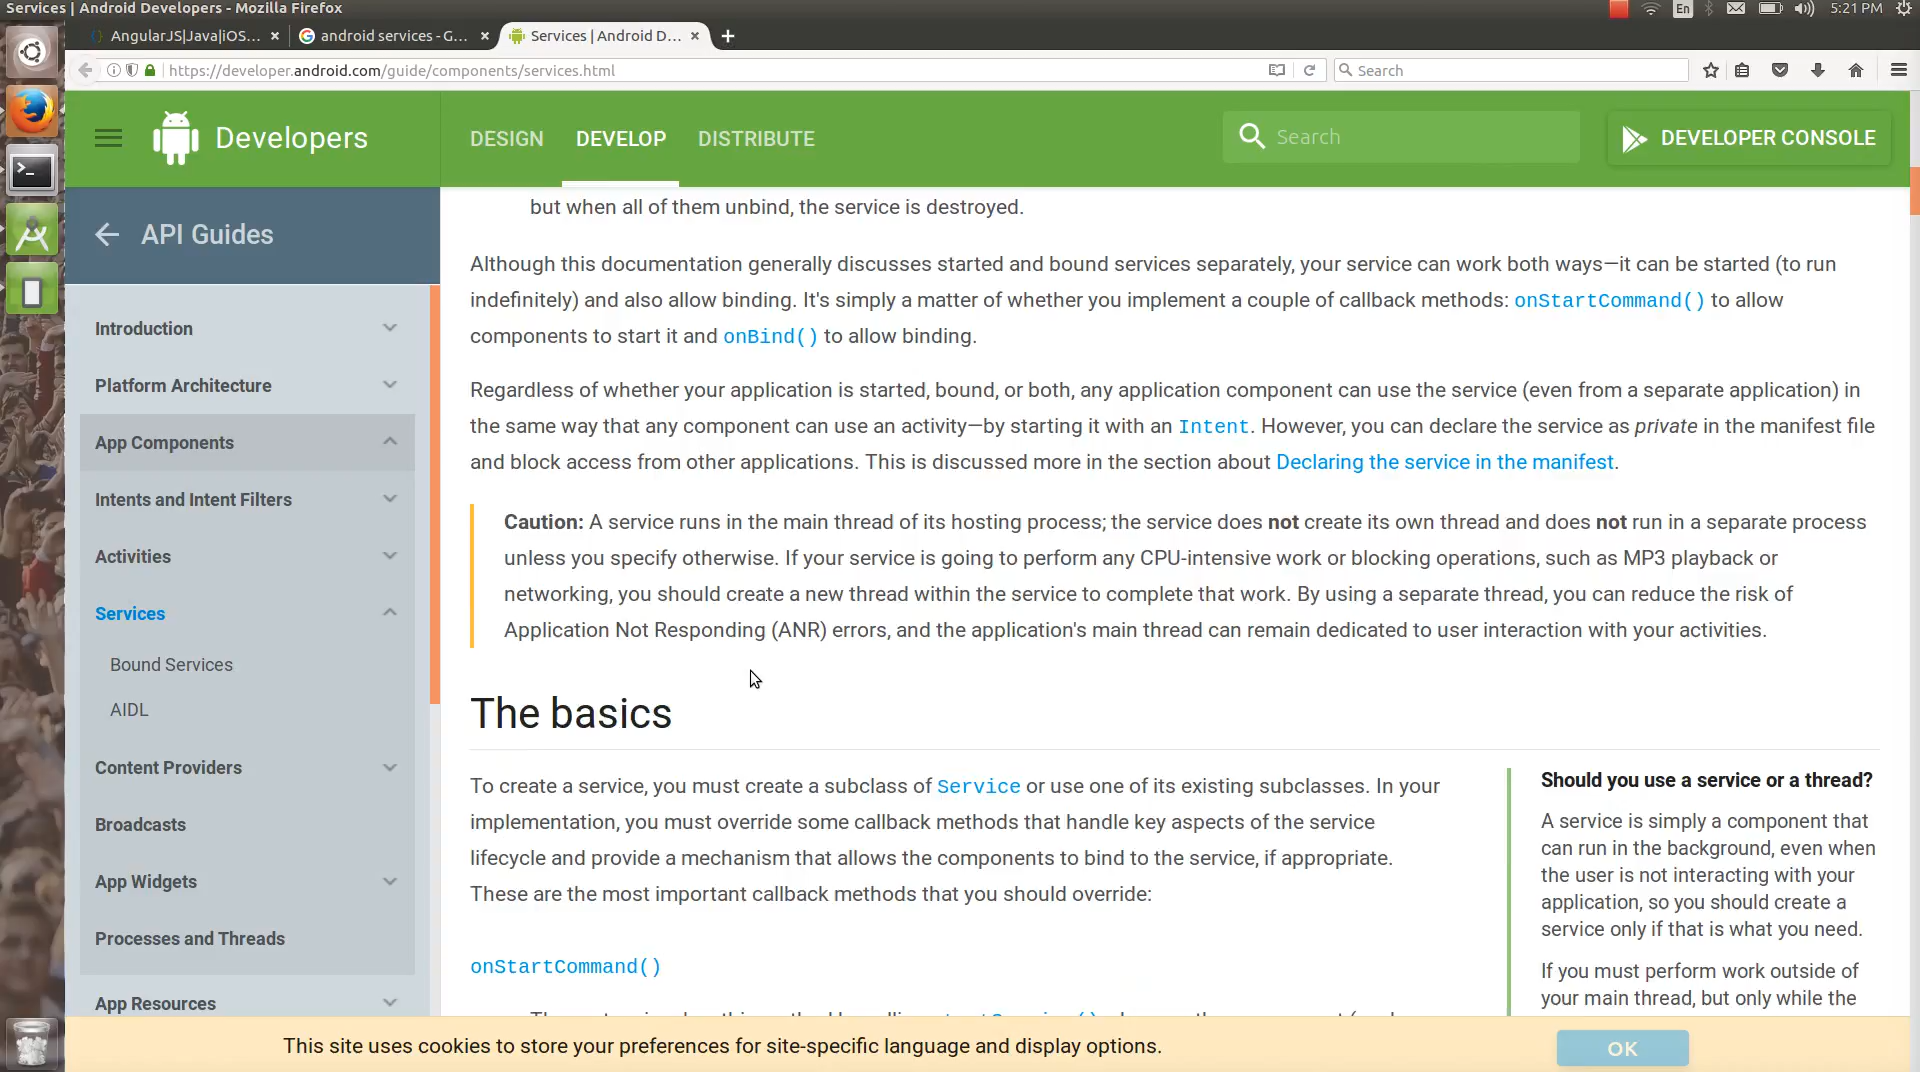 Services | Android Developers - Mozilla Firefox
En
5:21 PM
AngularJS|Java|iOS...
android services - G...
Services | Android D...
https://developer.android.com/guide/components/services.html
Search
Developers
DESIGN
DEVELOP
DISTRIBUTE
Search
DEVELOPER CONSOLE
API Guides
Introduction
Platform Architecture
App Components
Intents and Intent Filters
Activities
Services
Bound Services
AIDL
Content Providers
Broadcasts
App Widgets
Processes and Threads
App Resources
but when all of them unbind, the service is destroyed.
Although this documentation generally discusses started and bound services separately, your service can work both ways—it can be started (to run
indefinitely) and also allow binding. It's simply a matter of whether you implement a couple of callback methods: onStartCommand() to allow
components to start it and onBind() to allow binding.
Regardless of whether your application is started, bound, or both, any application component can use the service (even from a separate application) in
the same way that any component can use an activity—by starting it with an Intent. However, you can declare the service as private in the manifest file
and block access from other applications. This is discussed more in the section about Declaring the service in the manifest.
Caution: A service runs in the main thread of its hosting process; the service does not create its own thread and does not run in a separate process
unless you specify otherwise. If your service is going to perform any CPU-intensive work or blocking operations, such as MP3 playback or
networking, you should create a new thread within the service to complete that work. By using a separate thread, you can reduce the risk of
Application Not Responding (ANR) errors, and the application's main thread can remain dedicated to user interaction with your activities.
The basics
To create a service, you must create a subclass of Service or use one of its existing subclasses. In your
implementation, you must override some callback methods that handle key aspects of the service
lifecycle and provide a mechanism that allows the components to bind to the service, if appropriate.
These are the most important callback methods that you should override:
onStartCommand()
Should you use a service or a thread?
A service is simply a component that
can run in the background, even when
the user is not interacting with your
application, so you should create a
service only if that is what you need.
If you must perform work outside of
your main thread, but only while the
This site uses cookies to store your preferences for site-specific language and display options.
OK